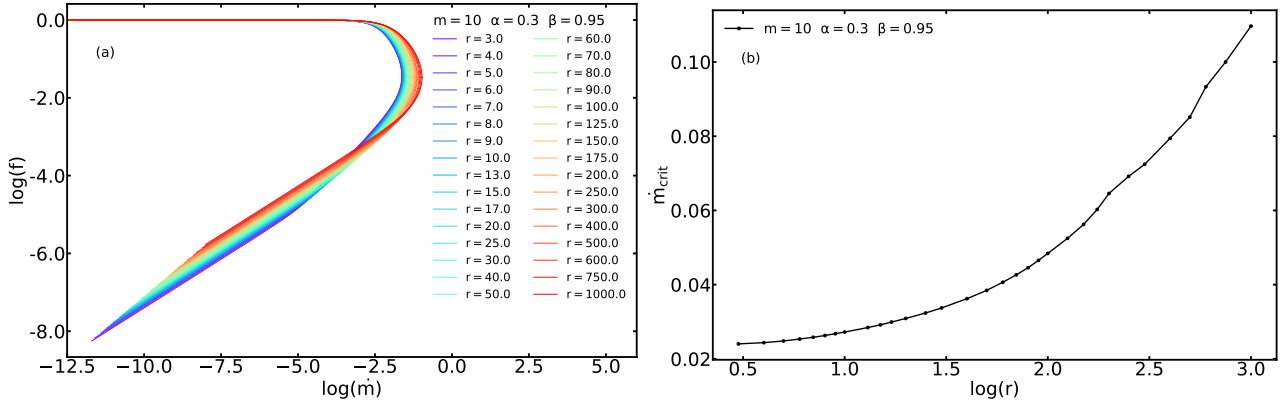 0.0
-2.0
-4.0
-6.0
-8.0
log(f)
(a)
m = 10 α = 0.3 β = 0.95
r = 3.0
r = 4.0
r = 5.0
r = 6.0
r = 7.0
r = 8.0
r = 9.0
r = 10.0
r = 13.0
r = 15.0
r = 17.0
r = 20.0
r = 25.0
r = 30.0
r = 40.0
r = 50.0
r = 60.0
r = 70.0
r = 80.0
r = 90.0
r = 100.0
r = 125.0
r = 150.0
r = 175.0
r = 200.0
r = 250.0
r = 300.0
r = 400.0
r = 500.0
r = 600.0
r = 750.0
r = 1000.0
−12.5 −10.0 −7.5 −5.0 −2.5 0.0 2.5 5.0
log(ṁ)
m = 10 α = 0.3 β = 0.95
(b)
0.10
0.08
0.06
0.04
0.02
ṁcrit
0.5 1.0 1.5 2.0 2.5 3.0
log(r)